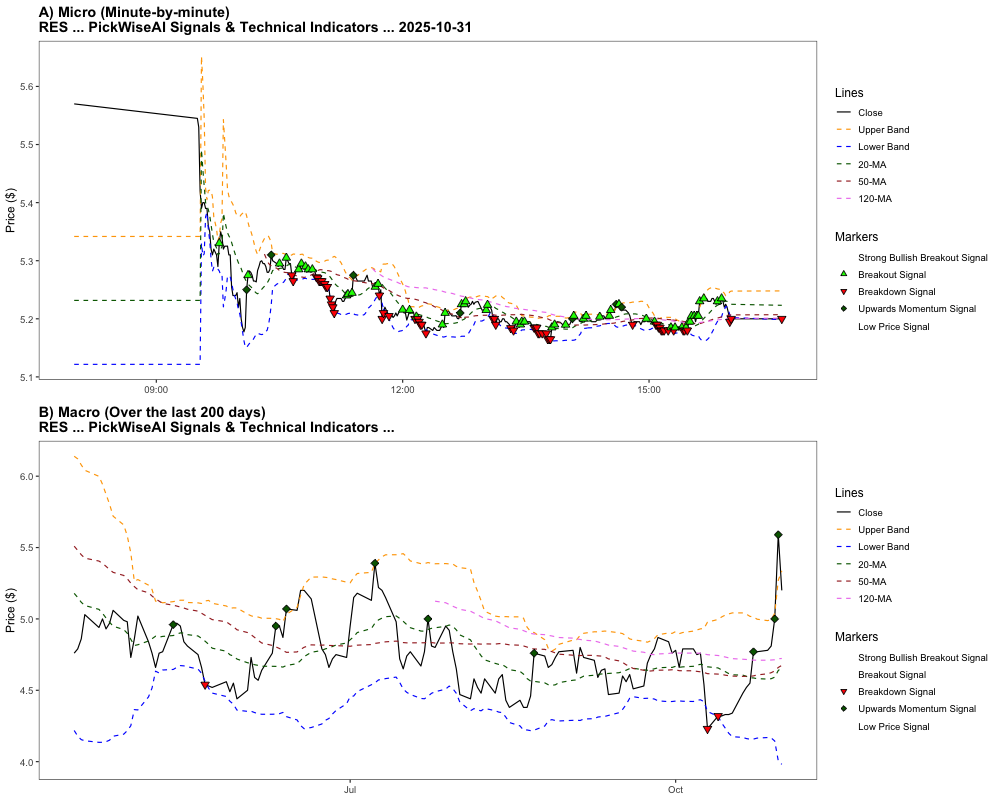 A) Micro (Minute-by-minute)
RES ... PickWiseAI Signals & Technical Indicators ... 2025-10-31
Price ($)
5.6
5.5
5.4
5.3
5.2
5.1
09:00
12:00
15:00
Lines
Close
Upper Band
Lower Band
20-MA
50-MA
120-MA
Markers
Strong Bullish Breakout Signal
Breakout Signal
Breakdown Signal
Upwards Momentum Signal
Low Price Signal
B) Macro (Over the last 200 days)
RES ... PickWiseAI Signals & Technical Indicators ...
Price ($)
6.0
5.5
5.0
4.5
4.0
Jul
Oct
Lines
Close
Upper Band
Lower Band
20-MA
50-MA
120-MA
Markers
Strong Bullish Breakout Signal
Breakout Signal
Breakdown Signal
Upwards Momentum Signal
Low Price Signal